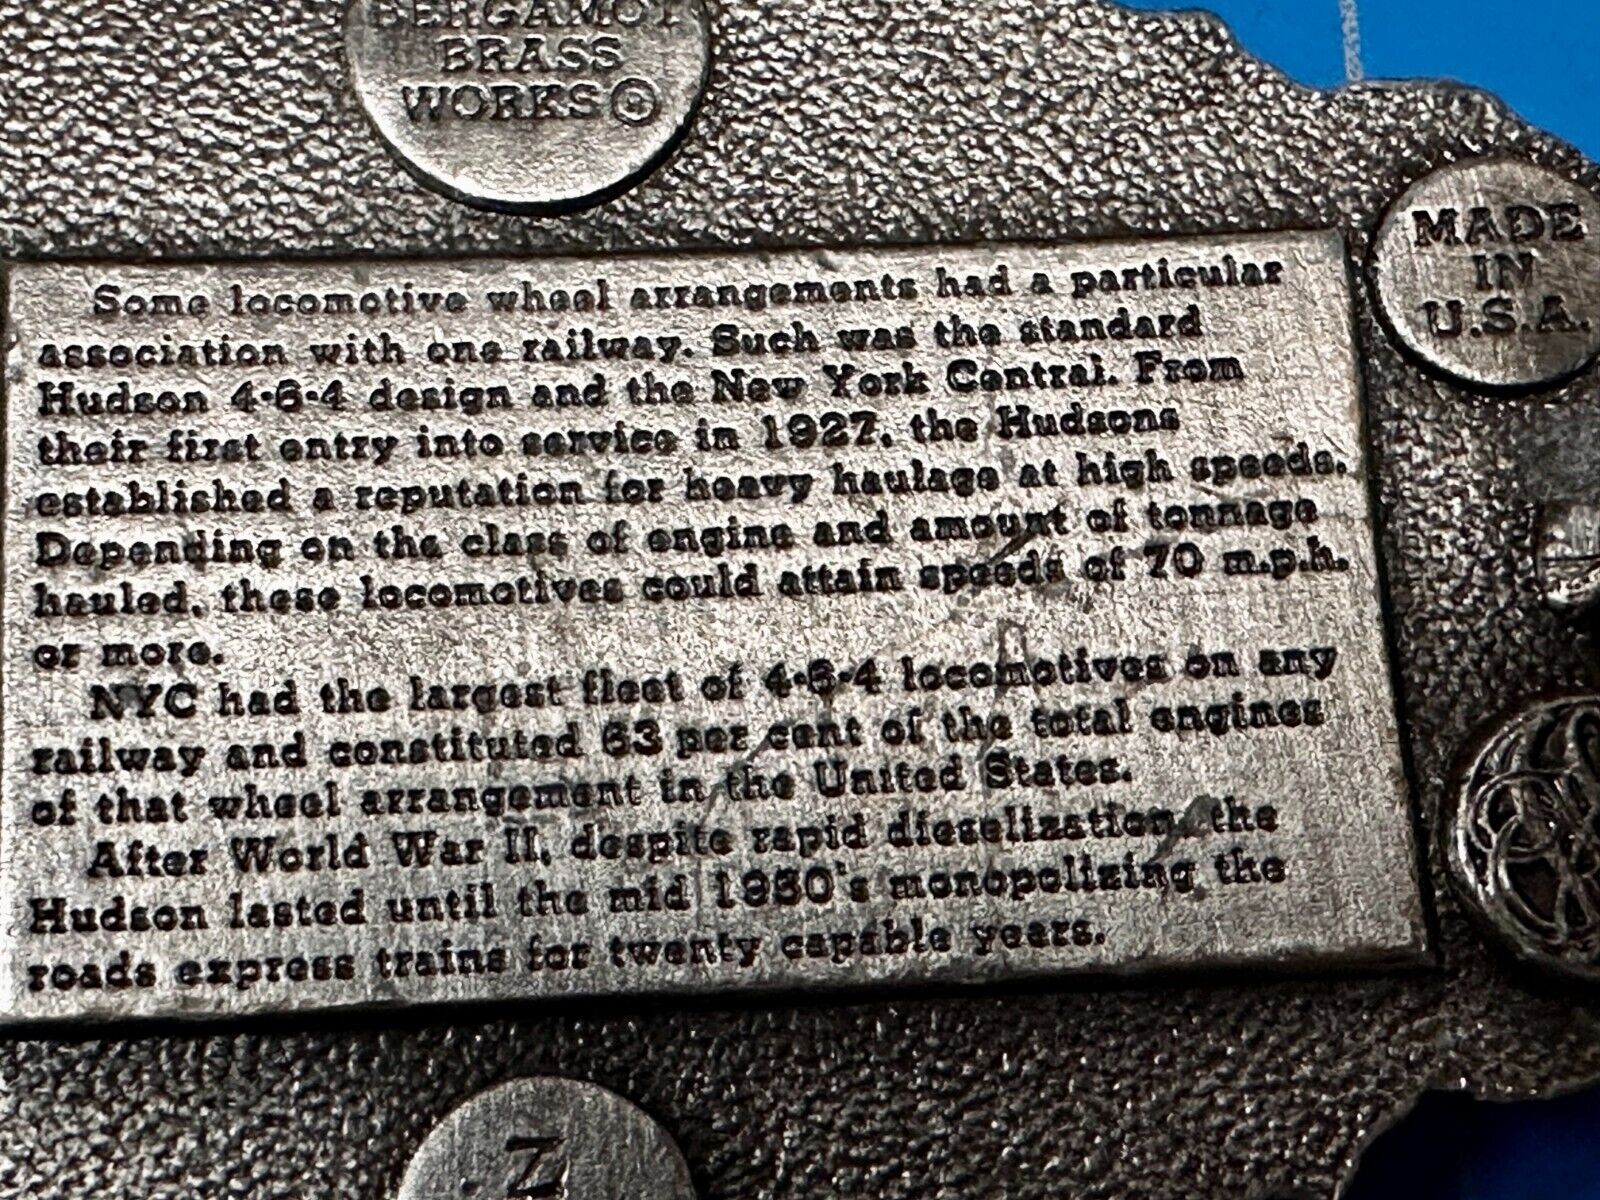 BERGAMOT
BRASS
WORKS ©
MADE
IN
U.S.A.
Some locomotive wheel arrangements had a particular
association with one railway. Such was the standard
Hudson 4-6-4 design and the New York Central. From
their first entry into service in 1927, the Hudsons
established a reputation for heavy haulage at high speeds.
Depending on the class of engine and amount of tonnage
hauled, these locomotives could attain speeds of 70 m.p.h.
or more.
NYC had the largest fleet of 4-6-4 locomotives on any
railway and constituted 63 per cent of the total engines
of that wheel arrangement in the United States.
After World War II, despite rapid dieselization, the
Hudson lasted until the mid 1950's monopolizing the
roads express trains for twenty capable years.